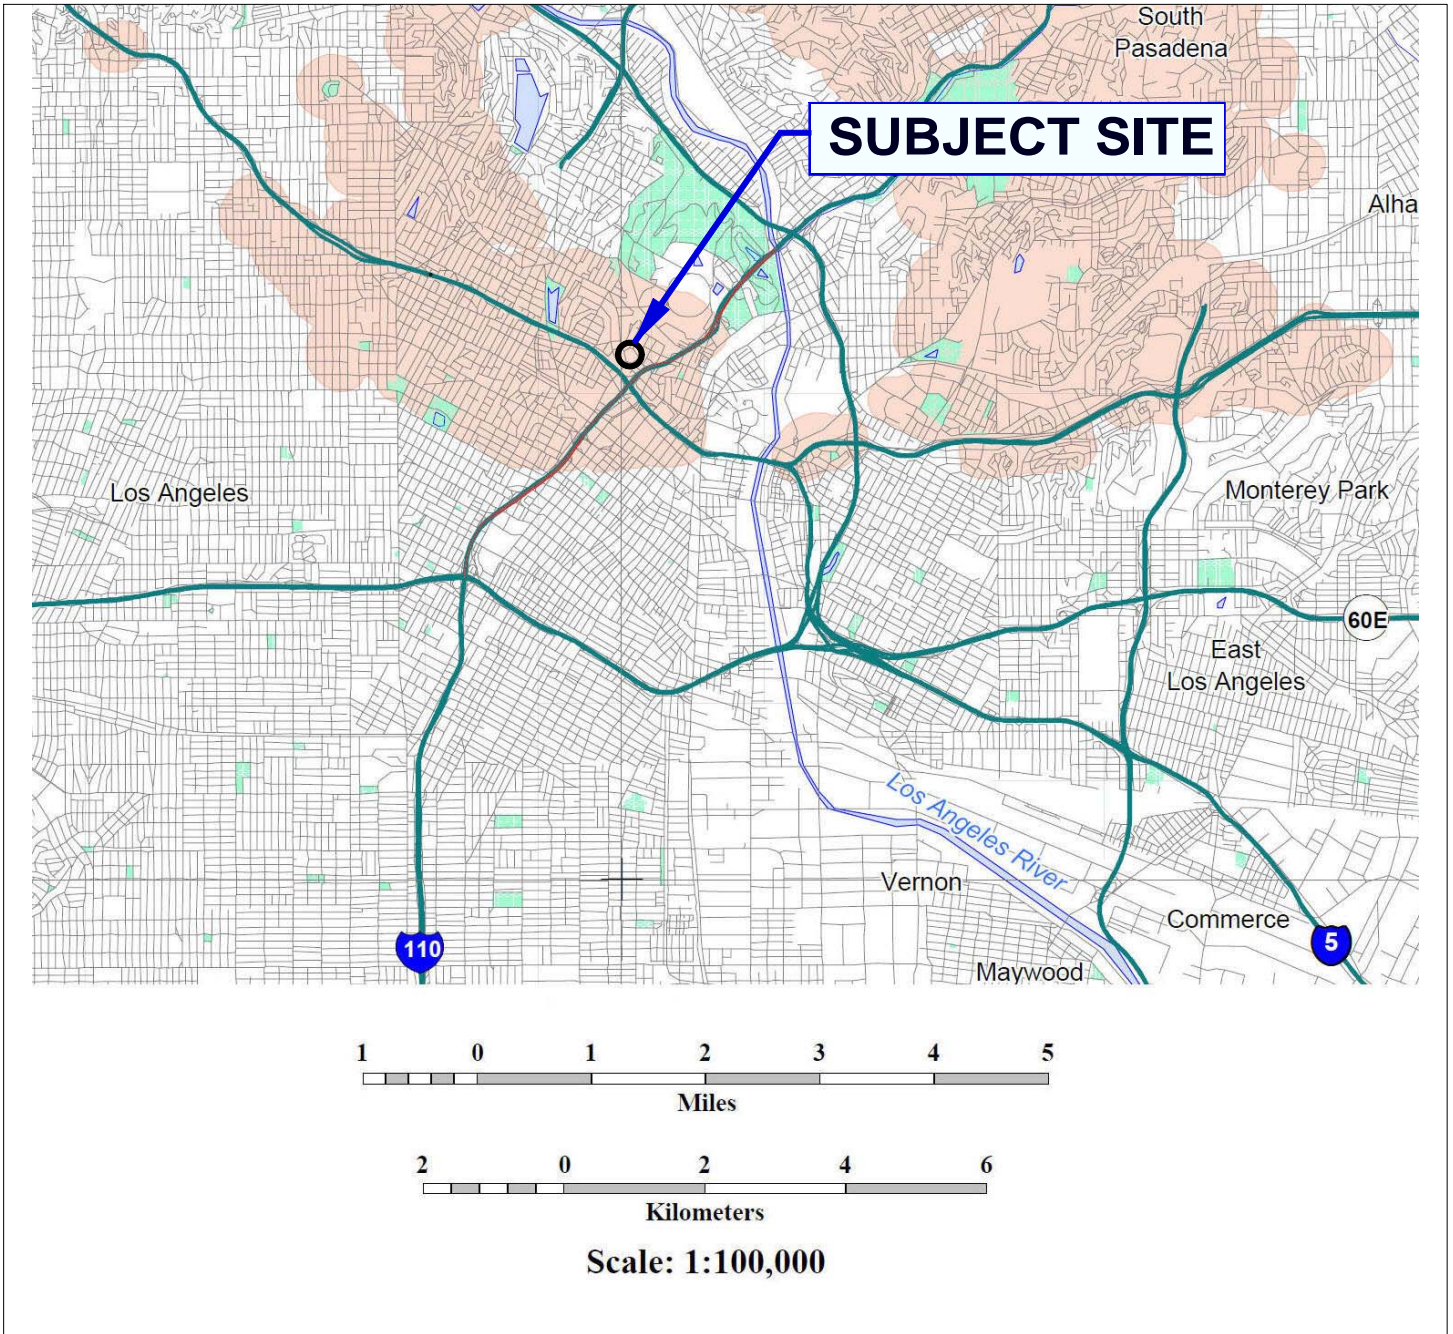 South
Pasadena
SUBJECT SITE
Alha
Los Angeles
Monterey Park
60E
East
Los Angeles
Los Angeles River
Vernon
Commerce
110
5
Maywood
1 0 1 2 3 4 5
Miles
2 0 2 4 6
Kilometers
Scale: 1:100,000